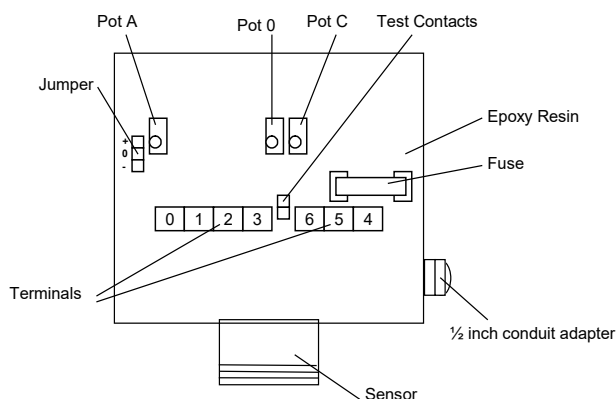 Pot A
Pot 0
Pot C
Test Contacts
Jumper
Epoxy Resin
+
0
-
Fuse
0 1 2 3
6 5 4
Terminals
½ inch conduit adapter
Sensor